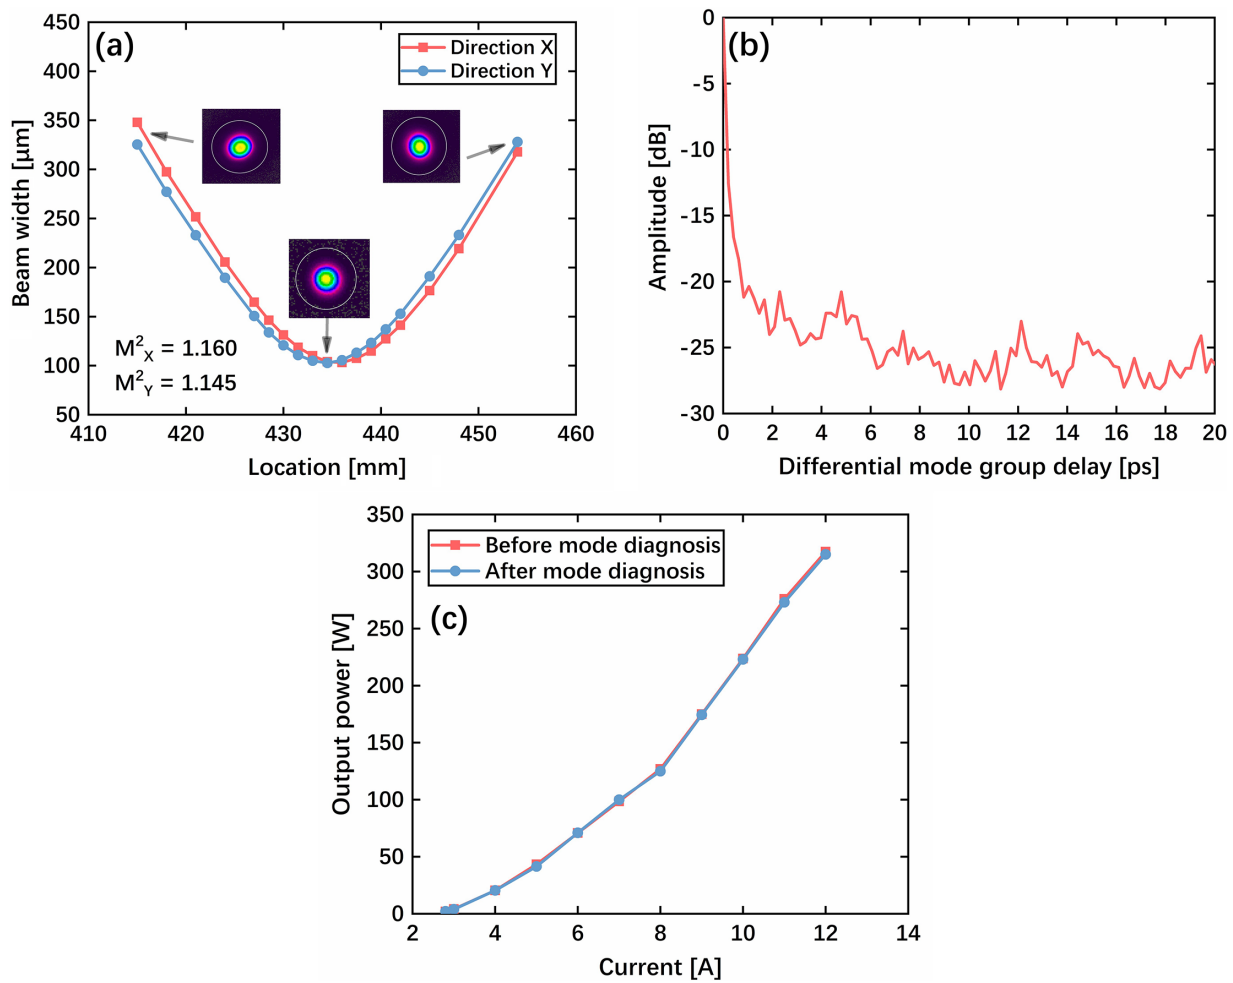 (a)
450
400
350
300
250
200
150
100
50
Beam width [μm]
Direction X
Direction Y
M²X = 1.160
M²Y = 1.145
410 420 430 440 450 460
Location [mm]
(b)
0
-5
-10
-15
-20
-25
-30
Amplitude [dB]
0 2 4 6 8 10 12 14 16 18 20
Differential mode group delay [ps]
350
300
250
200
150
100
50
0
Output power [W]
Before mode diagnosis
After mode diagnosis
(c)
2 4 6 8 10 12 14
Current [A]